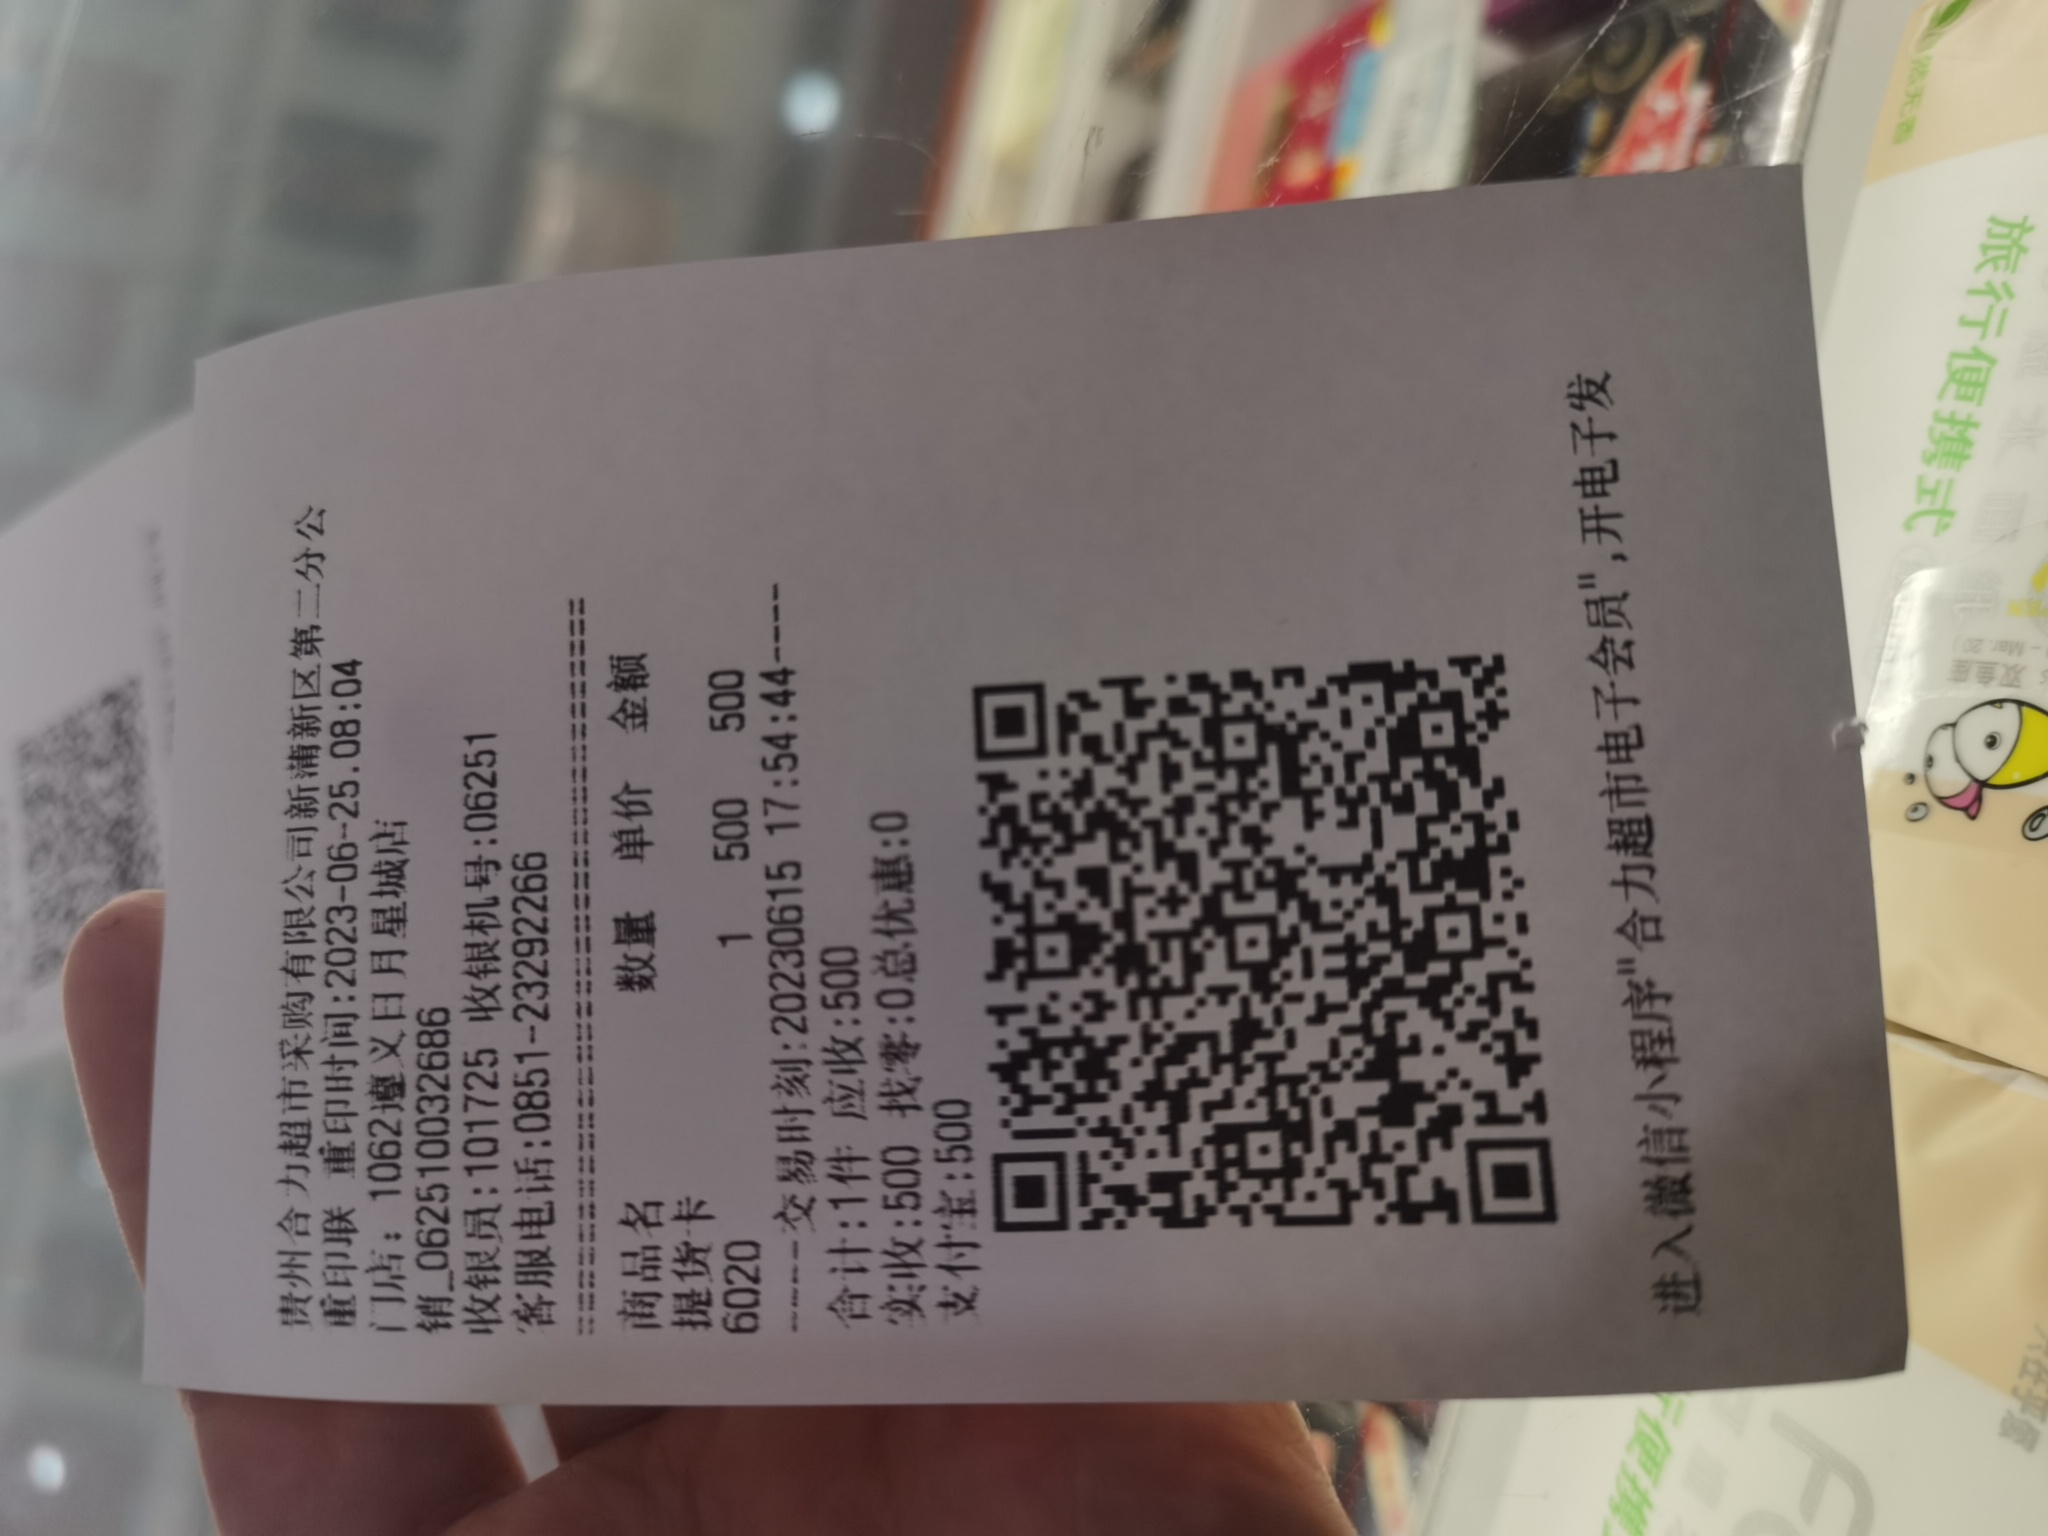 贵州合力超市采购有限公司新蒲新区第二分公
重印联 重印时间:2023-06-25.08:04
门店: 1062遵义日月星城店
销_062510032686
收银员:101725 收银机号:06251
客服电话:0851-23292266
商品名 数量 单价 金额
提货卡
6020 1 500 500
-----交易时刻:20230615 17:54:44----
合计:1件 应收:500
实收:500 找零:0总优惠:0
支付宝:500
进入微信小程序"合力超市电子会员",开电子发
旅行便携式